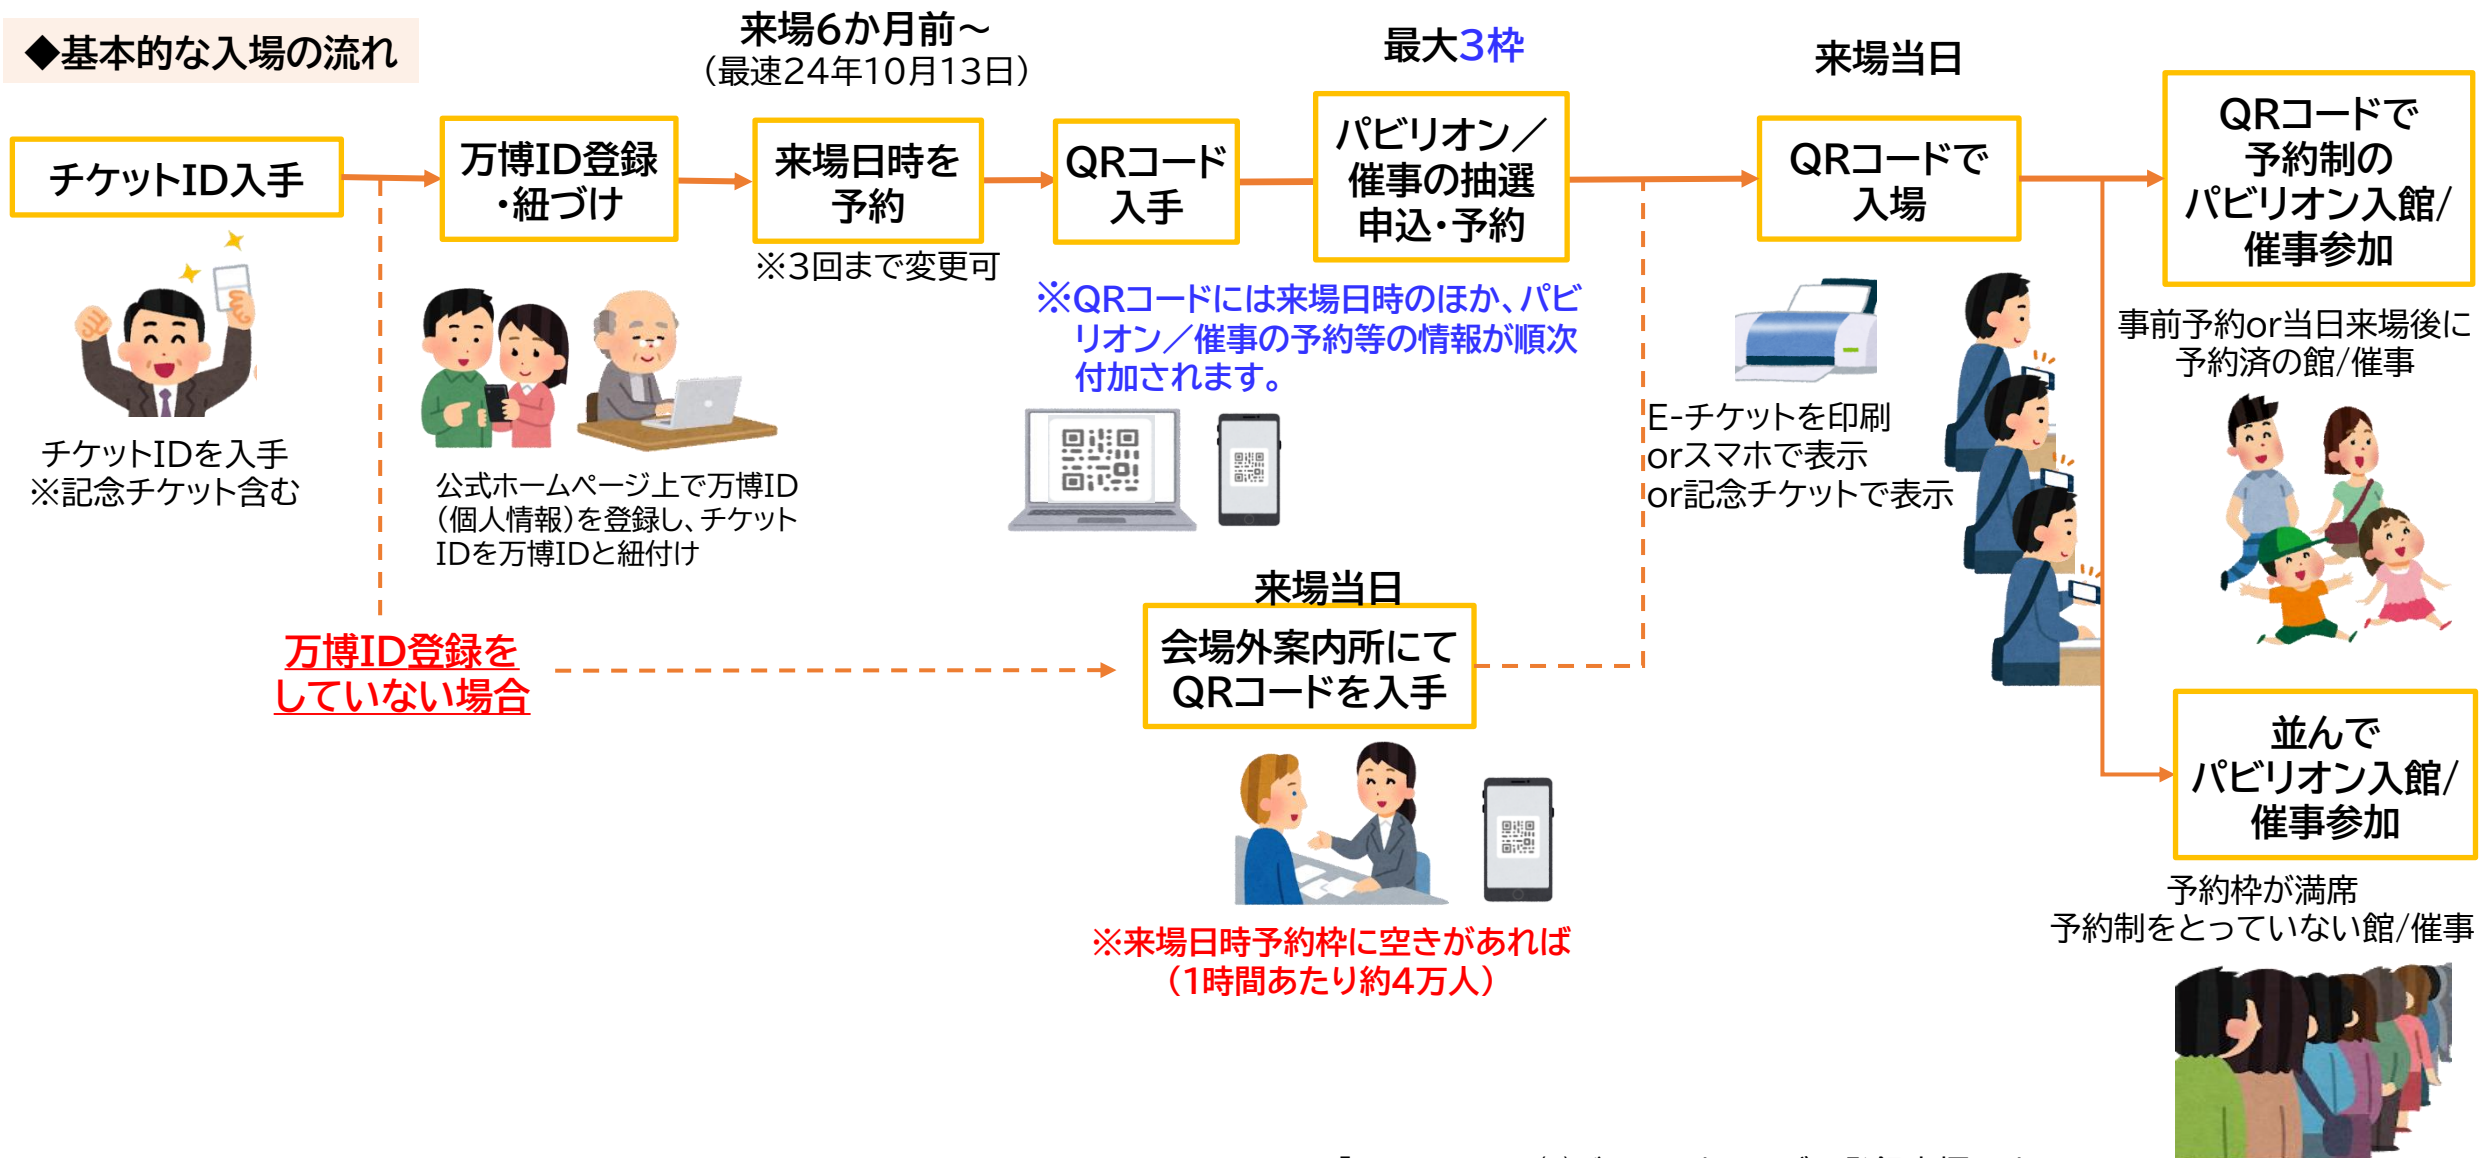 ◆基本的な入場の流れ
来場6か月前～
（最速24年10月13日）
最大3枠
来場当日
チケットID入手
万博ID登録
・紐づけ
来場日時を
予約
QRコード
入手
パビリオン／
催事の抽選
申込・予約
QRコードで
入場
QRコードで
予約制の
パビリオン入館/
催事参加
※3回まで変更可
※QRコードには来場日時のほか、パビ
リオン／催事の予約等の情報が順次
付加されます。
事前予約or当日来場後に
予約済の館/催事
チケットIDを入手
※記念チケット含む
公式ホームページ上で万博ID
（個人情報）を登録し、チケット
IDを万博IDと紐付け
E-チケットを印刷
orスマホで表示
or記念チケットで表示
万博ID登録を
していない場合
来場当日
会場外案内所にて
QRコードを入手
※来場日時予約枠に空きがあれば
（1時間あたり約4万人）
並んで
パビリオン入館/
催事参加
予約枠が満席
予約制をとっていない館/催事